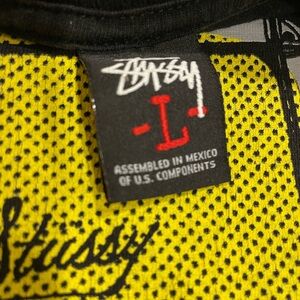 Stüssy
-L-
ASSEMBLED IN MEXICO
OF U.S. COMPONENTS
Stüssy